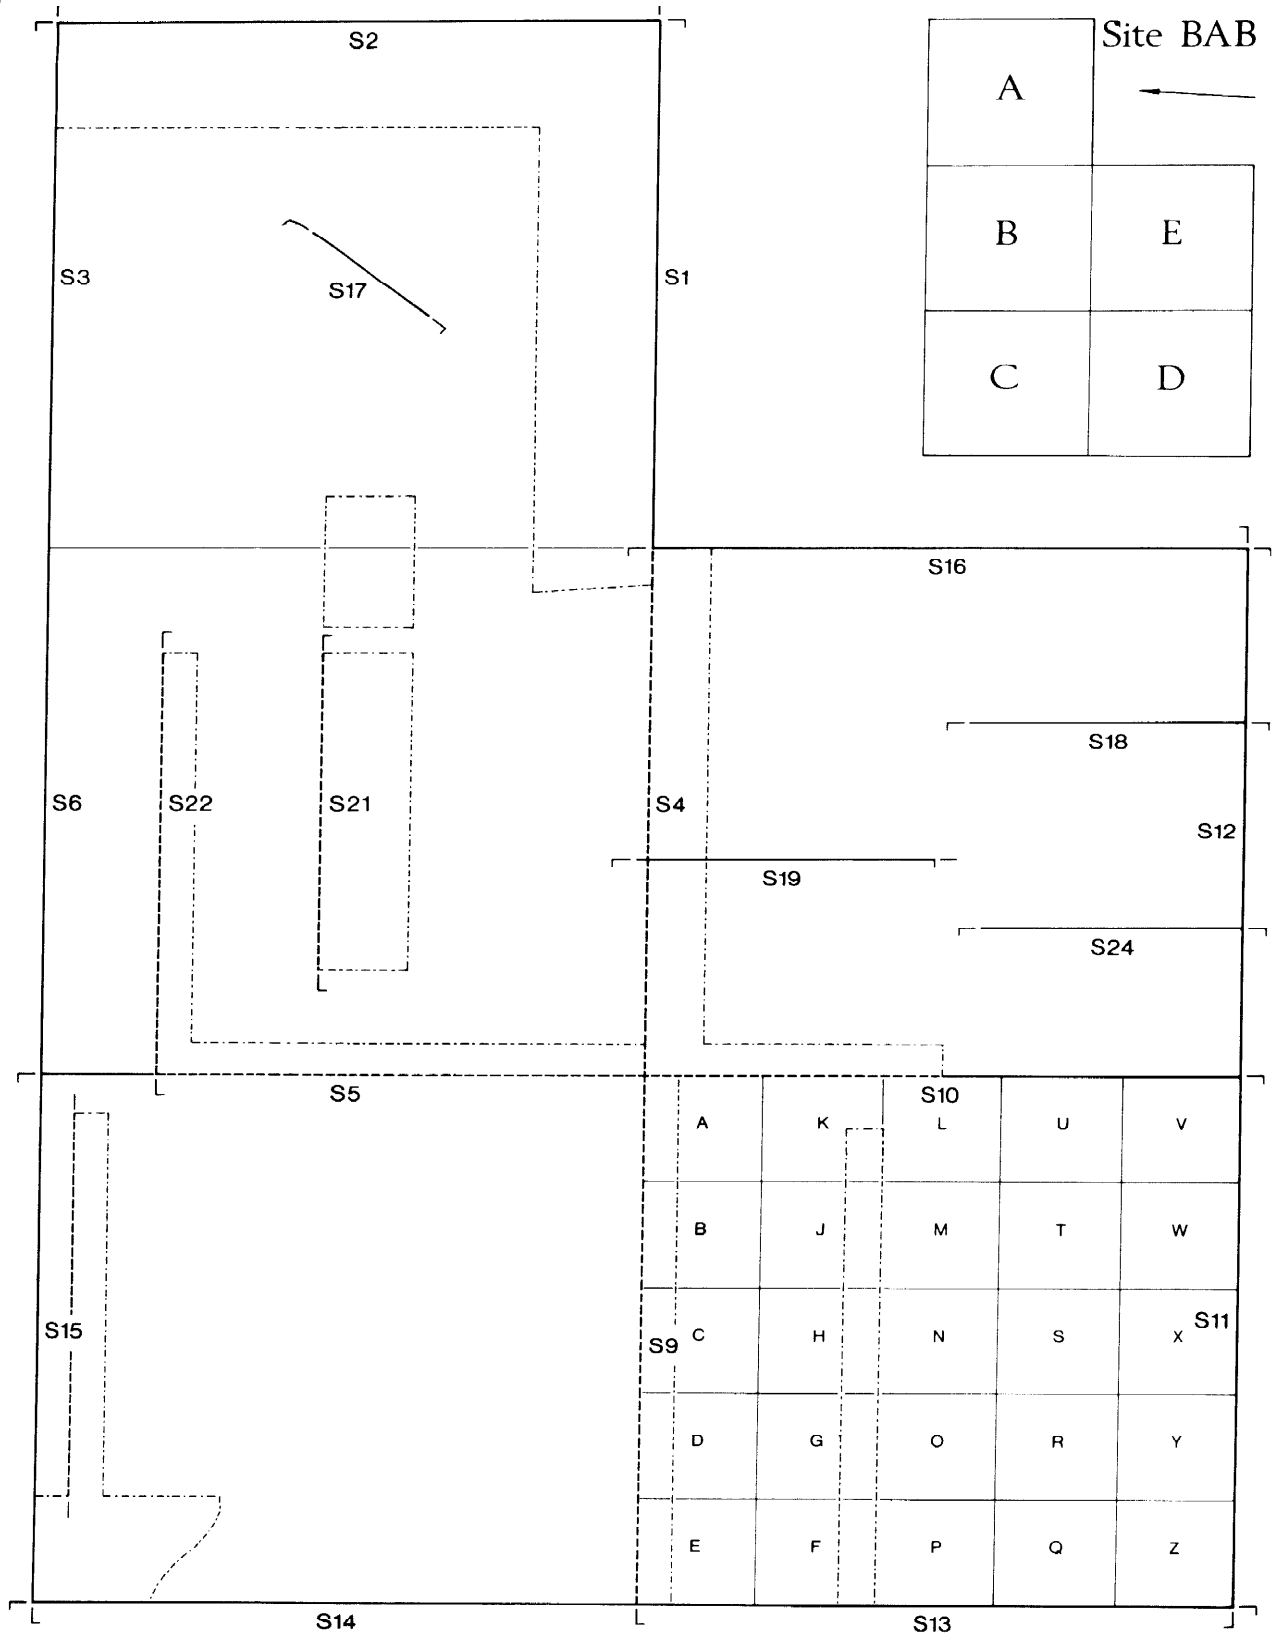 S2
Site BAB
A
B E
C D
S3
S17
S1
S16
S18
S6
S22
S21
S4
S12
S19
S24
S5
S10
A K L U V
B J M T W
S15
S9
C H N S X
S11
D G O R Y
E F P Q Z
S14
S13